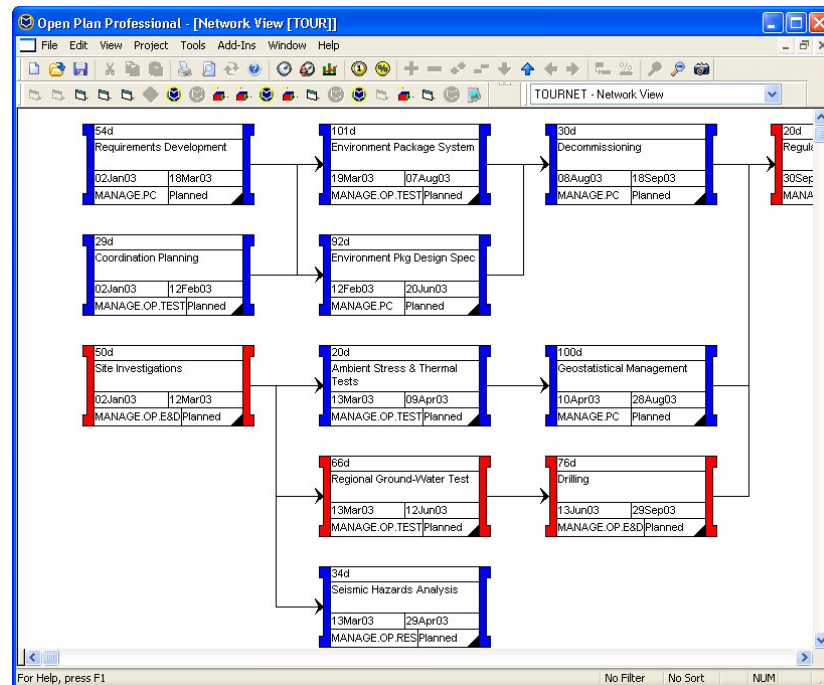 Open Plan Professional - [Network View [TOUR]]
File Edit View Project Tools Add-Ins Window Help
TOURNET - Network View
54d
Requirements Development
02Jan03 18Mar03
MANAGE.PC Planned
101d
Environment Package System
19Mar03 07Aug03
MANAGE.OP.TEST Planned
30d
Decommissioning
08Aug03 18Sep03
MANAGE.PC Planned
20d
Regula
30Sep
MANA
29d
Coordination Planning
02Jan03 12Feb03
MANAGE.OP.TEST Planned
92d
Environment Pkg Design Spec
12Feb03 20Jun03
MANAGE.PC Planned
50d
Site Investigations
02Jan03 12Mar03
MANAGE.OP.E&D Planned
20d
Ambient Stress & Thermal
Tests
13Mar03 09Apr03
MANAGE.OP.TEST Planned
100d
Geostatistical Management
10Apr03 28Aug03
MANAGE.PC Planned
66d
Regional Ground-Water Test
13Mar03 12Jun03
MANAGE.OP.TEST Planned
76d
Drilling
13Jun03 29Sep03
MANAGE.OP.E&D Planned
34d
Seismic Hazards Analysis
13Mar03 29Apr03
MANAGE.OP.RES Planned
For Help, press F1 No Filter No Sort NUM